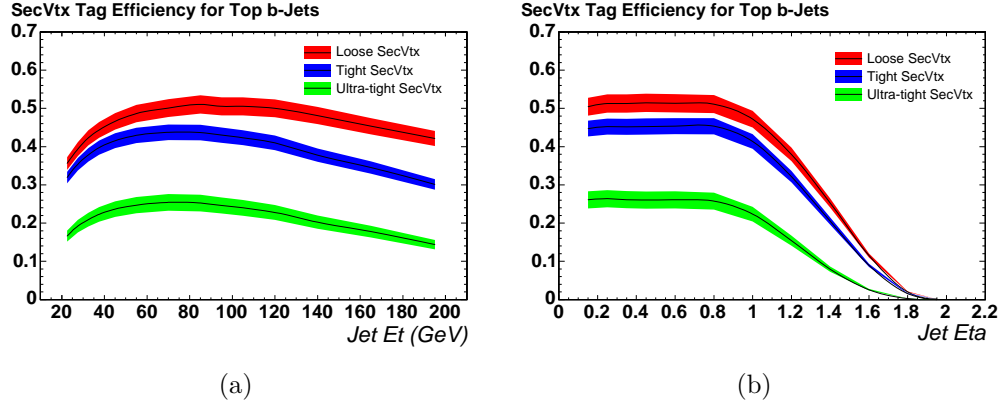 SecVtx Tag Efficiency for Top b-Jets
0.7
0.6
0.5
0.4
0.3
0.2
0.1
0
Loose SecVtx
Tight SecVtx
Ultra-tight SecVtx
20 40 60 80 100 120 140 160 180 200
Jet Et (GeV)
(a)
SecVtx Tag Efficiency for Top b-Jets
0.7
0.6
0.5
0.4
0.3
0.2
0.1
0
Loose SecVtx
Tight SecVtx
Ultra-tight SecVtx
0 0.2 0.4 0.6 0.8 1 1.2 1.4 1.6 1.8 2 2.2
Jet Eta
(b)